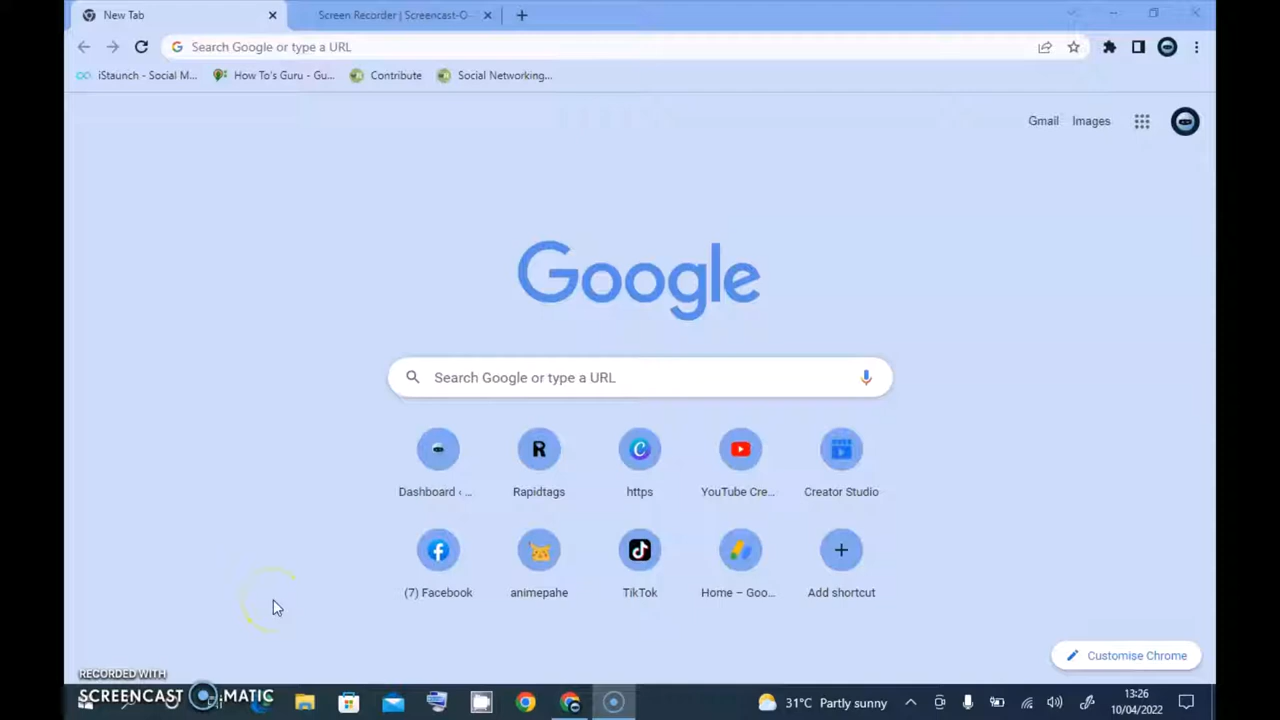 New Tab
Screen Recorder | Screencast-O
Search Google or type a URL
iStaunch - Social M...
How To's Guru - Gu...
Contribute
Social Networking...
Gmail
Images
Google
Search Google or type a URL
Dashboard ‹ ...
Rapidtags
https
YouTube Cre...
Creator Studio
(7) Facebook
animepahe
TikTok
Home – Goo...
Add shortcut
Customise Chrome
RECORDED WITH
SCREENCAST MATIC
31°C Partly sunny
13:26
10/04/2022